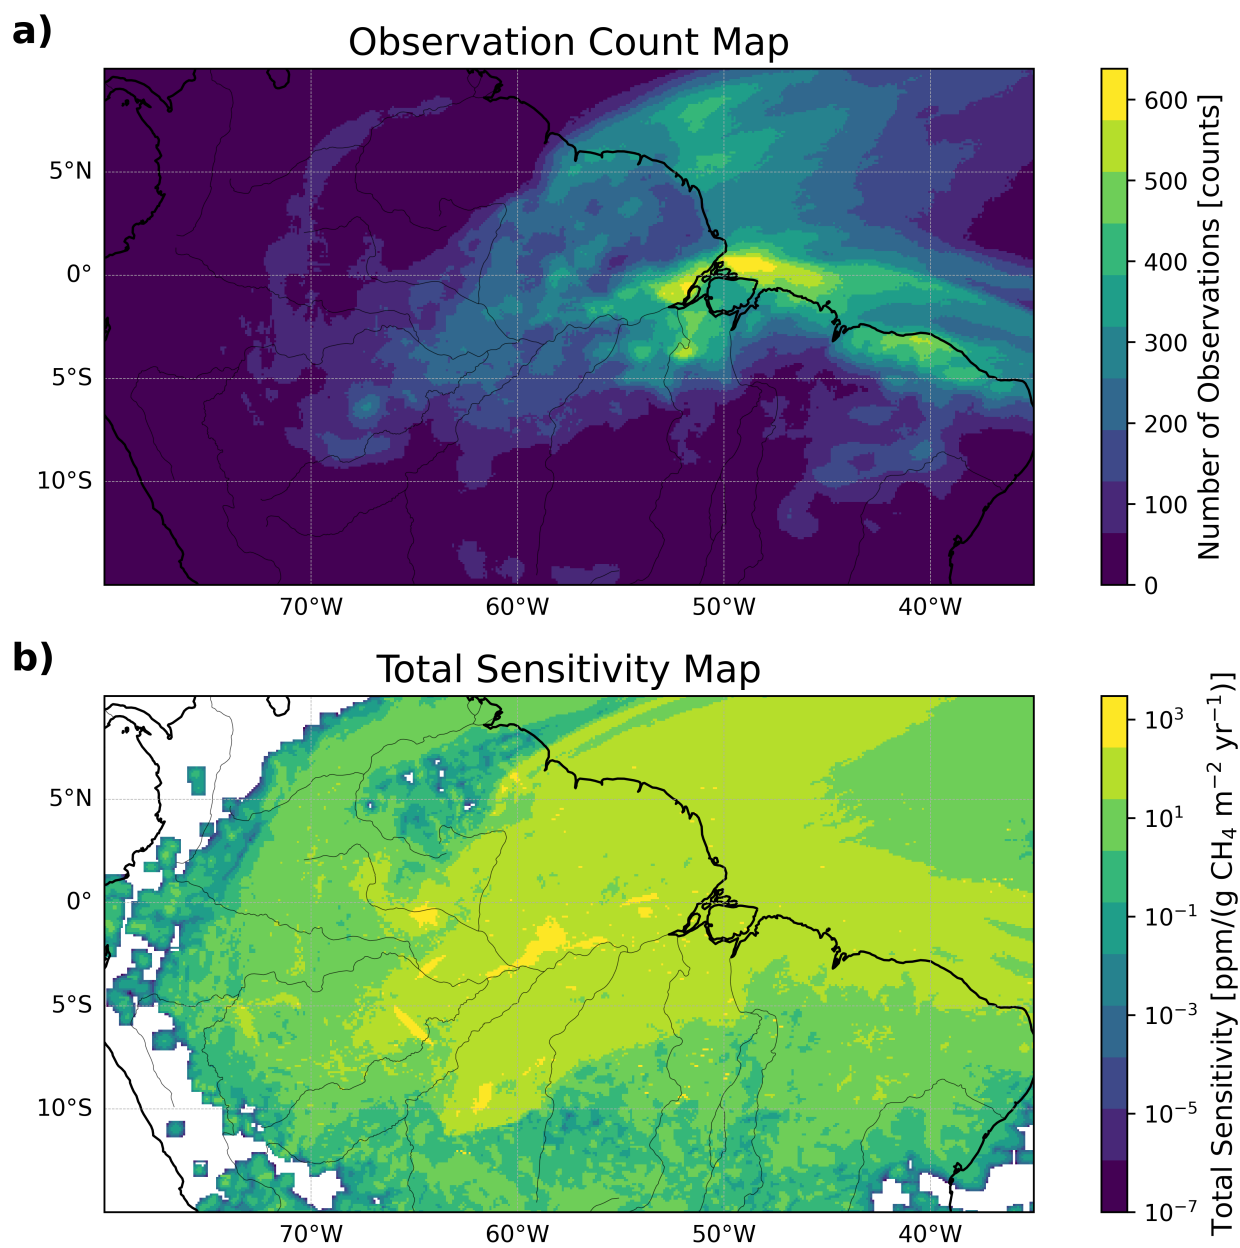 a)
Observation Count Map
5°N
0°
5°S
10°S
70°W
60°W
50°W
40°W
600
500
400
300
200
100
0
Number of Observations [counts]
b)
Total Sensitivity Map
5°N
0°
5°S
10°S
70°W
60°W
50°W
40°W
10³
10¹
10⁻¹
10⁻³
10⁻⁵
10⁻⁷
Total Sensitivity [ppm/(g CH₄ m⁻² yr⁻¹)]